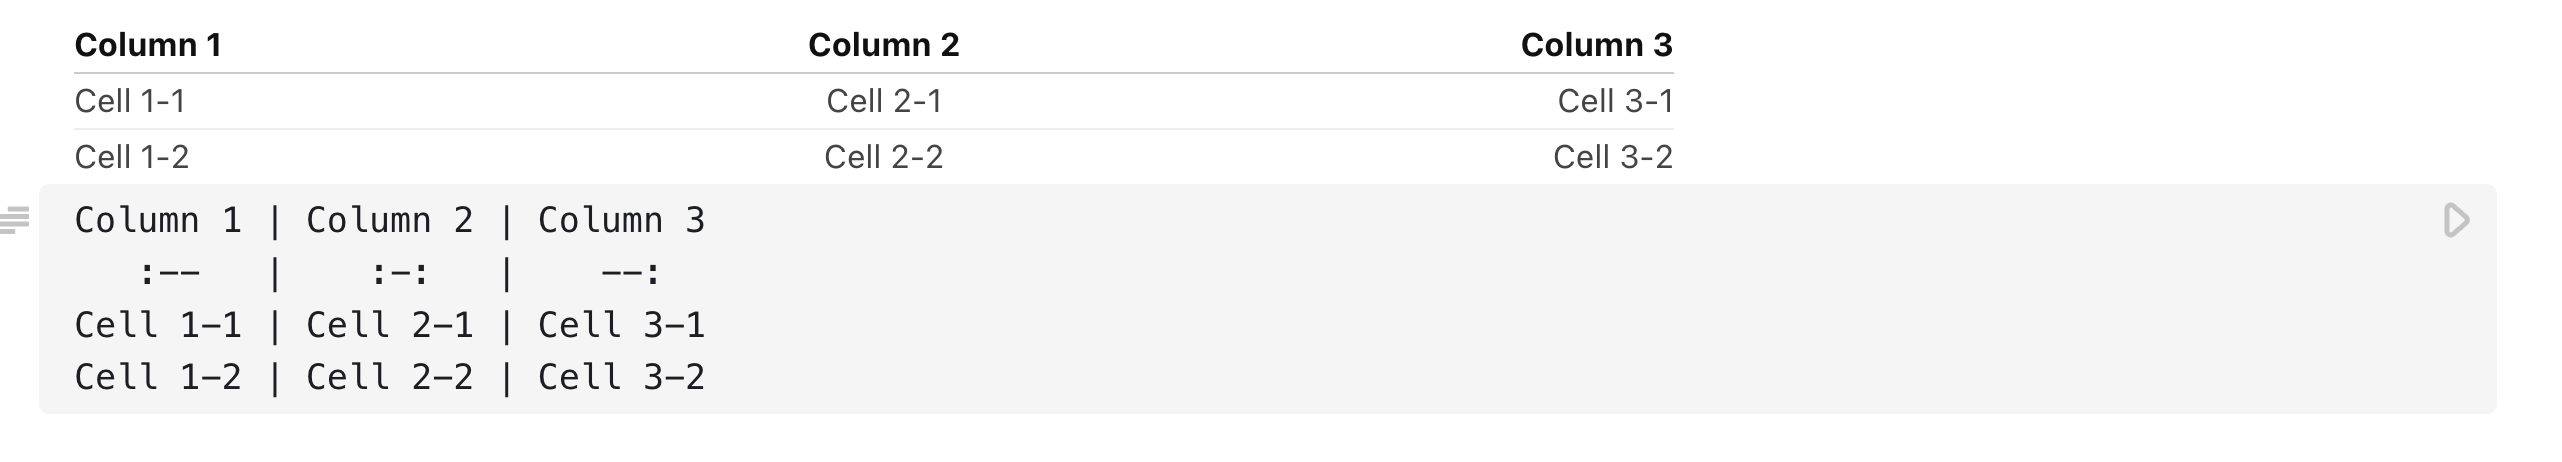 Column 1 Column 2 Column 3
Cell 1-1 Cell 2-1 Cell 3-1
Cell 1-2 Cell 2-2 Cell 3-2
Column 1 | Column 2 | Column 3
   :--   |   :-:   |   --:
Cell 1-1 | Cell 2-1 | Cell 3-1
Cell 1-2 | Cell 2-2 | Cell 3-2